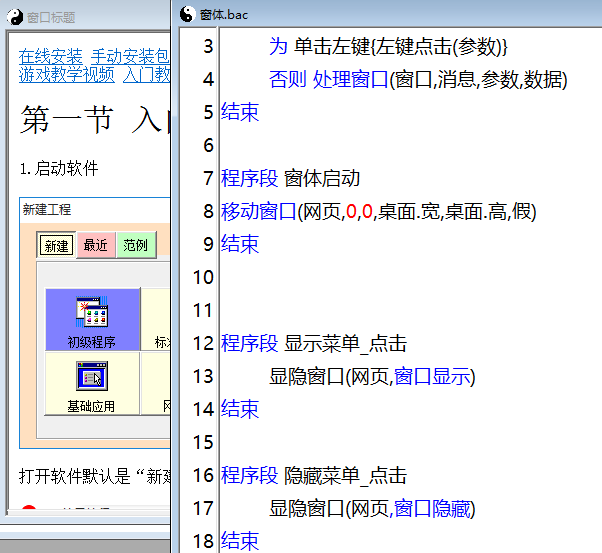 窗口标题
在线安装 手动安装包
游戏教学视频 入门教
第一节 入
1. 启动软件
新建工程
新建 最近 范例
初级程序
基础应用
打开软件默认是“新建
窗体.bac
3 为 单击左键{左键点击(参数)}
4 否则 处理窗口(窗口,消息,参数,数据)
5 结束
6
7 程序段 窗体启动
8 移动窗口(网页,0,0,桌面.宽,桌面.高,假)
9 结束
10
11
12 程序段 显示菜单_点击
13 显隐窗口(网页,窗口显示)
14 结束
15
16 程序段 隐藏菜单_点击
17 显隐窗口(网页,窗口隐藏)
18 结束